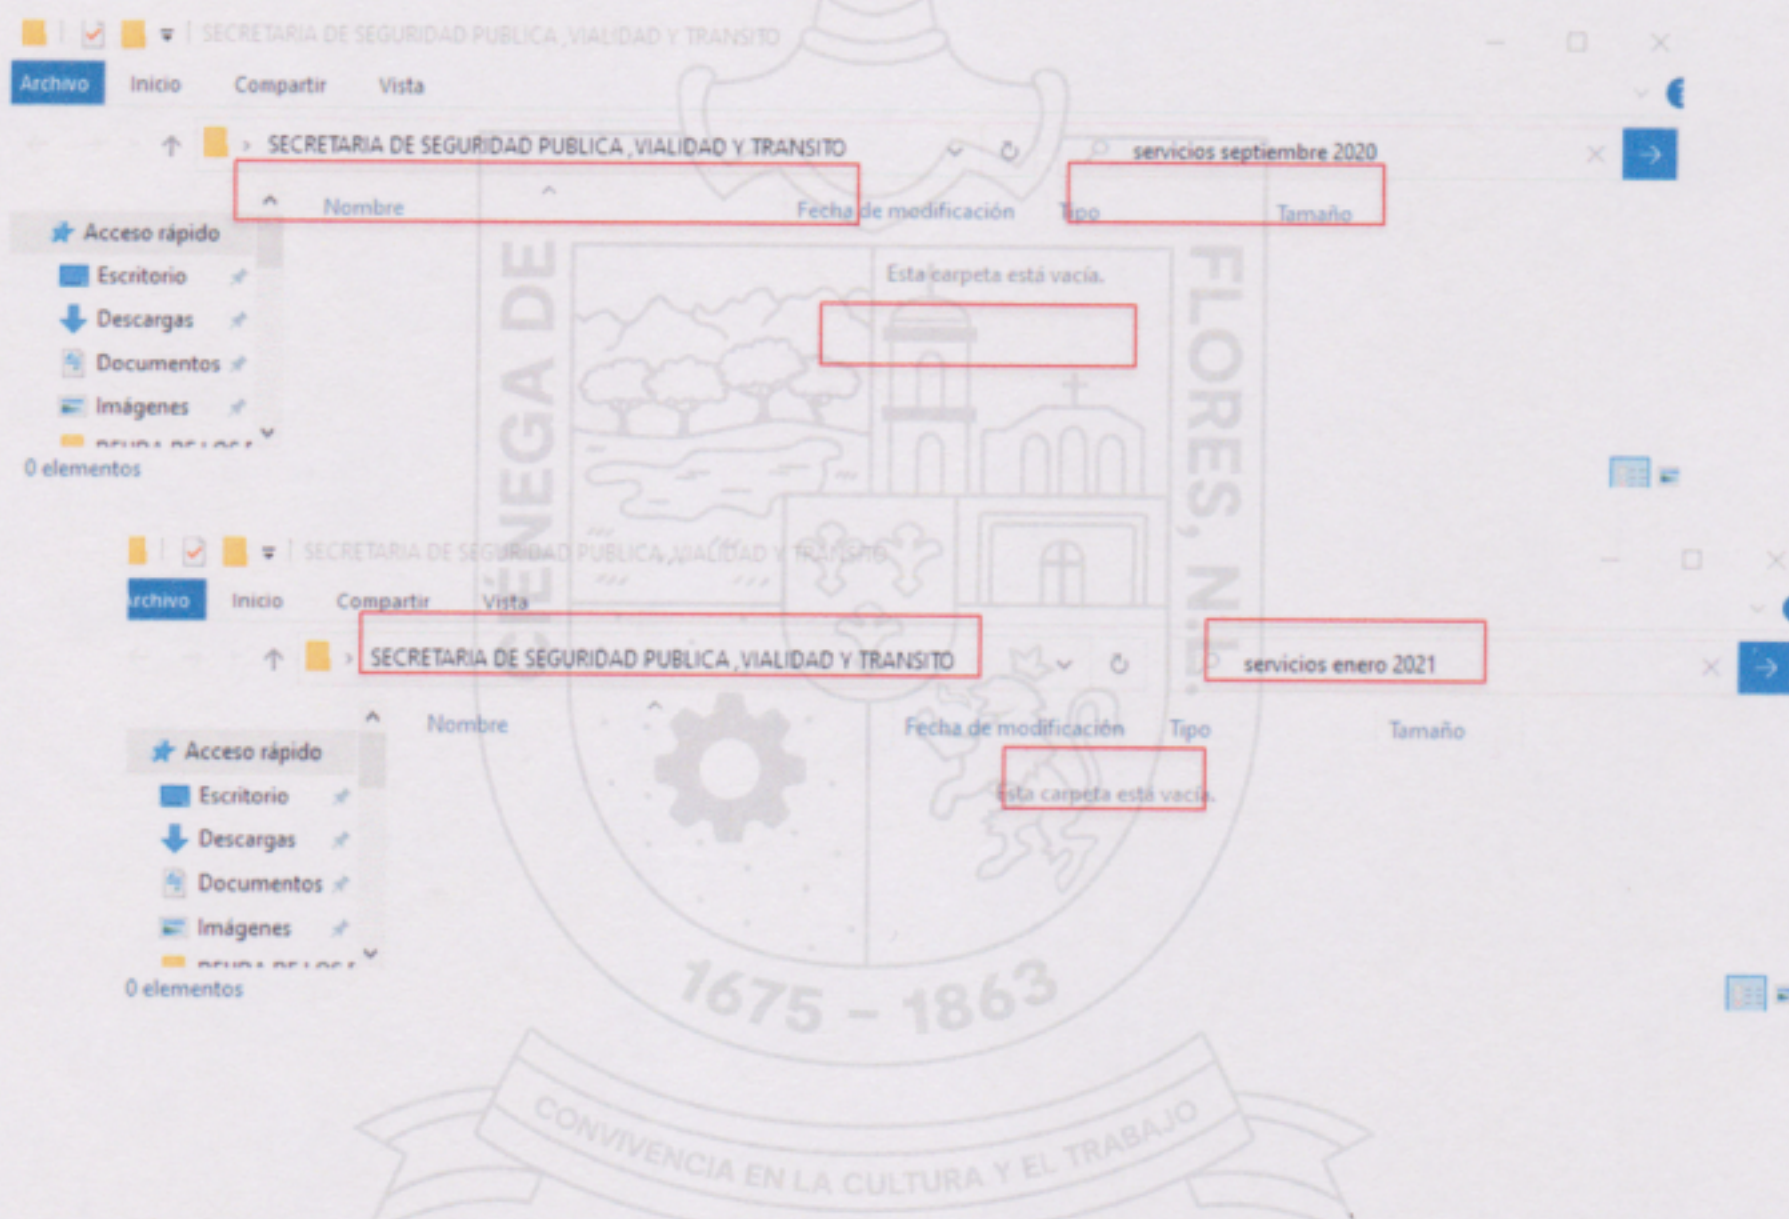 SECRETARIA DE SEGURIDAD PUBLICA ,VIALIDAD Y TRANSITO
Archivo Inicio Compartir Vista
SECRETARIA DE SEGURIDAD PUBLICA ,VIALIDAD Y TRANSITO servicios septiembre 2020
Nombre Fecha de modificación Tipo Tamaño
Acceso rápido
Esta carpeta está vacía.
Escritorio
Descargas
Documentos
Imágenes
0 elementos
SECRETARIA DE SEGURIDAD PUBLICA ,VIALIDAD Y TRANSITO
Archivo Inicio Compartir Vista
SECRETARIA DE SEGURIDAD PUBLICA ,VIALIDAD Y TRANSITO servicios enero 2021
Nombre Fecha de modificación Tipo Tamaño
Acceso rápido
Esta carpeta está vacía.
Escritorio
Descargas
Documentos
Imágenes
0 elementos
CIÉNEGA DE FLORES, N.L.
1675 - 1863
CONVIVENCIA EN LA CULTURA Y EL TRABAJO